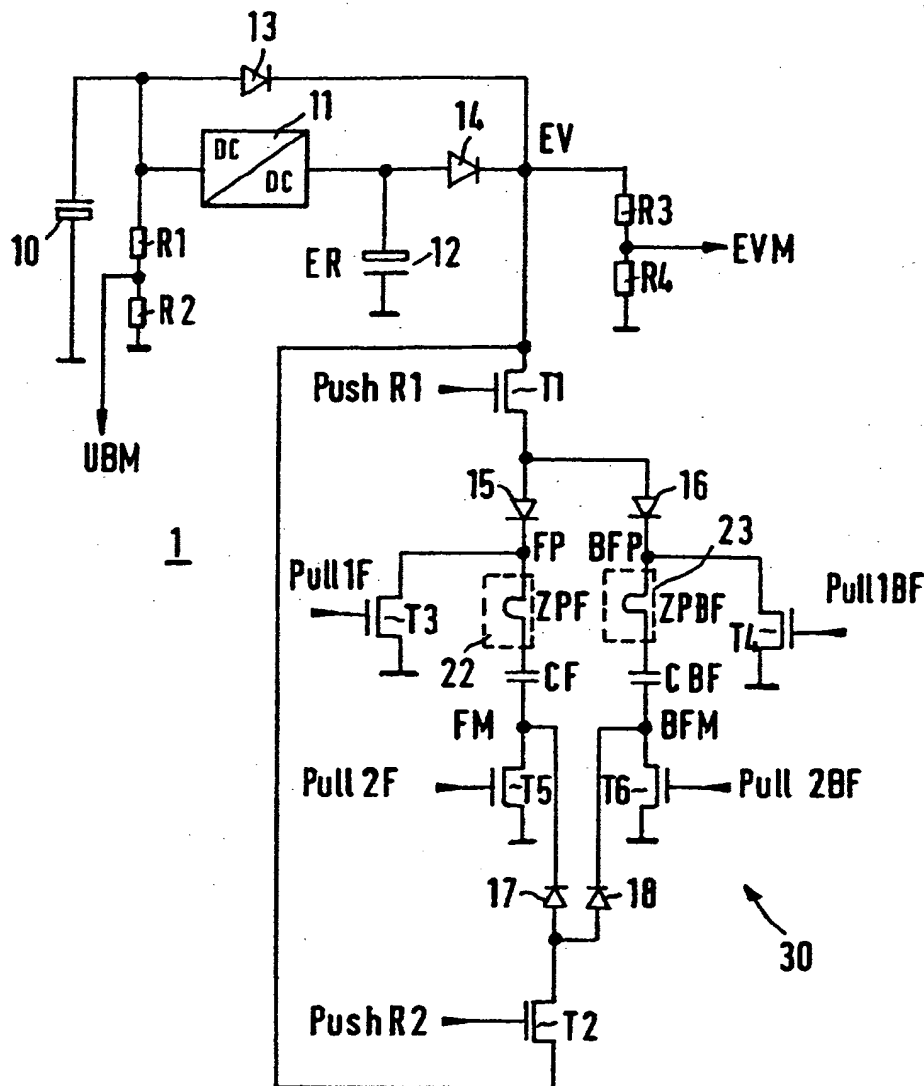 13
11
DC
DC
14
EV
10
R1
R2
ER
12
R3
R4
EVM
UBM
Push R1
T1
1
15
16
FP
BFP
23
Pull 1F
T3
ZPF
22
ZPBF
T4
Pull 1BF
CF
CBF
FM
BFM
Pull 2F
T5
T6
Pull 2BF
17
18
30
Push R2
T2